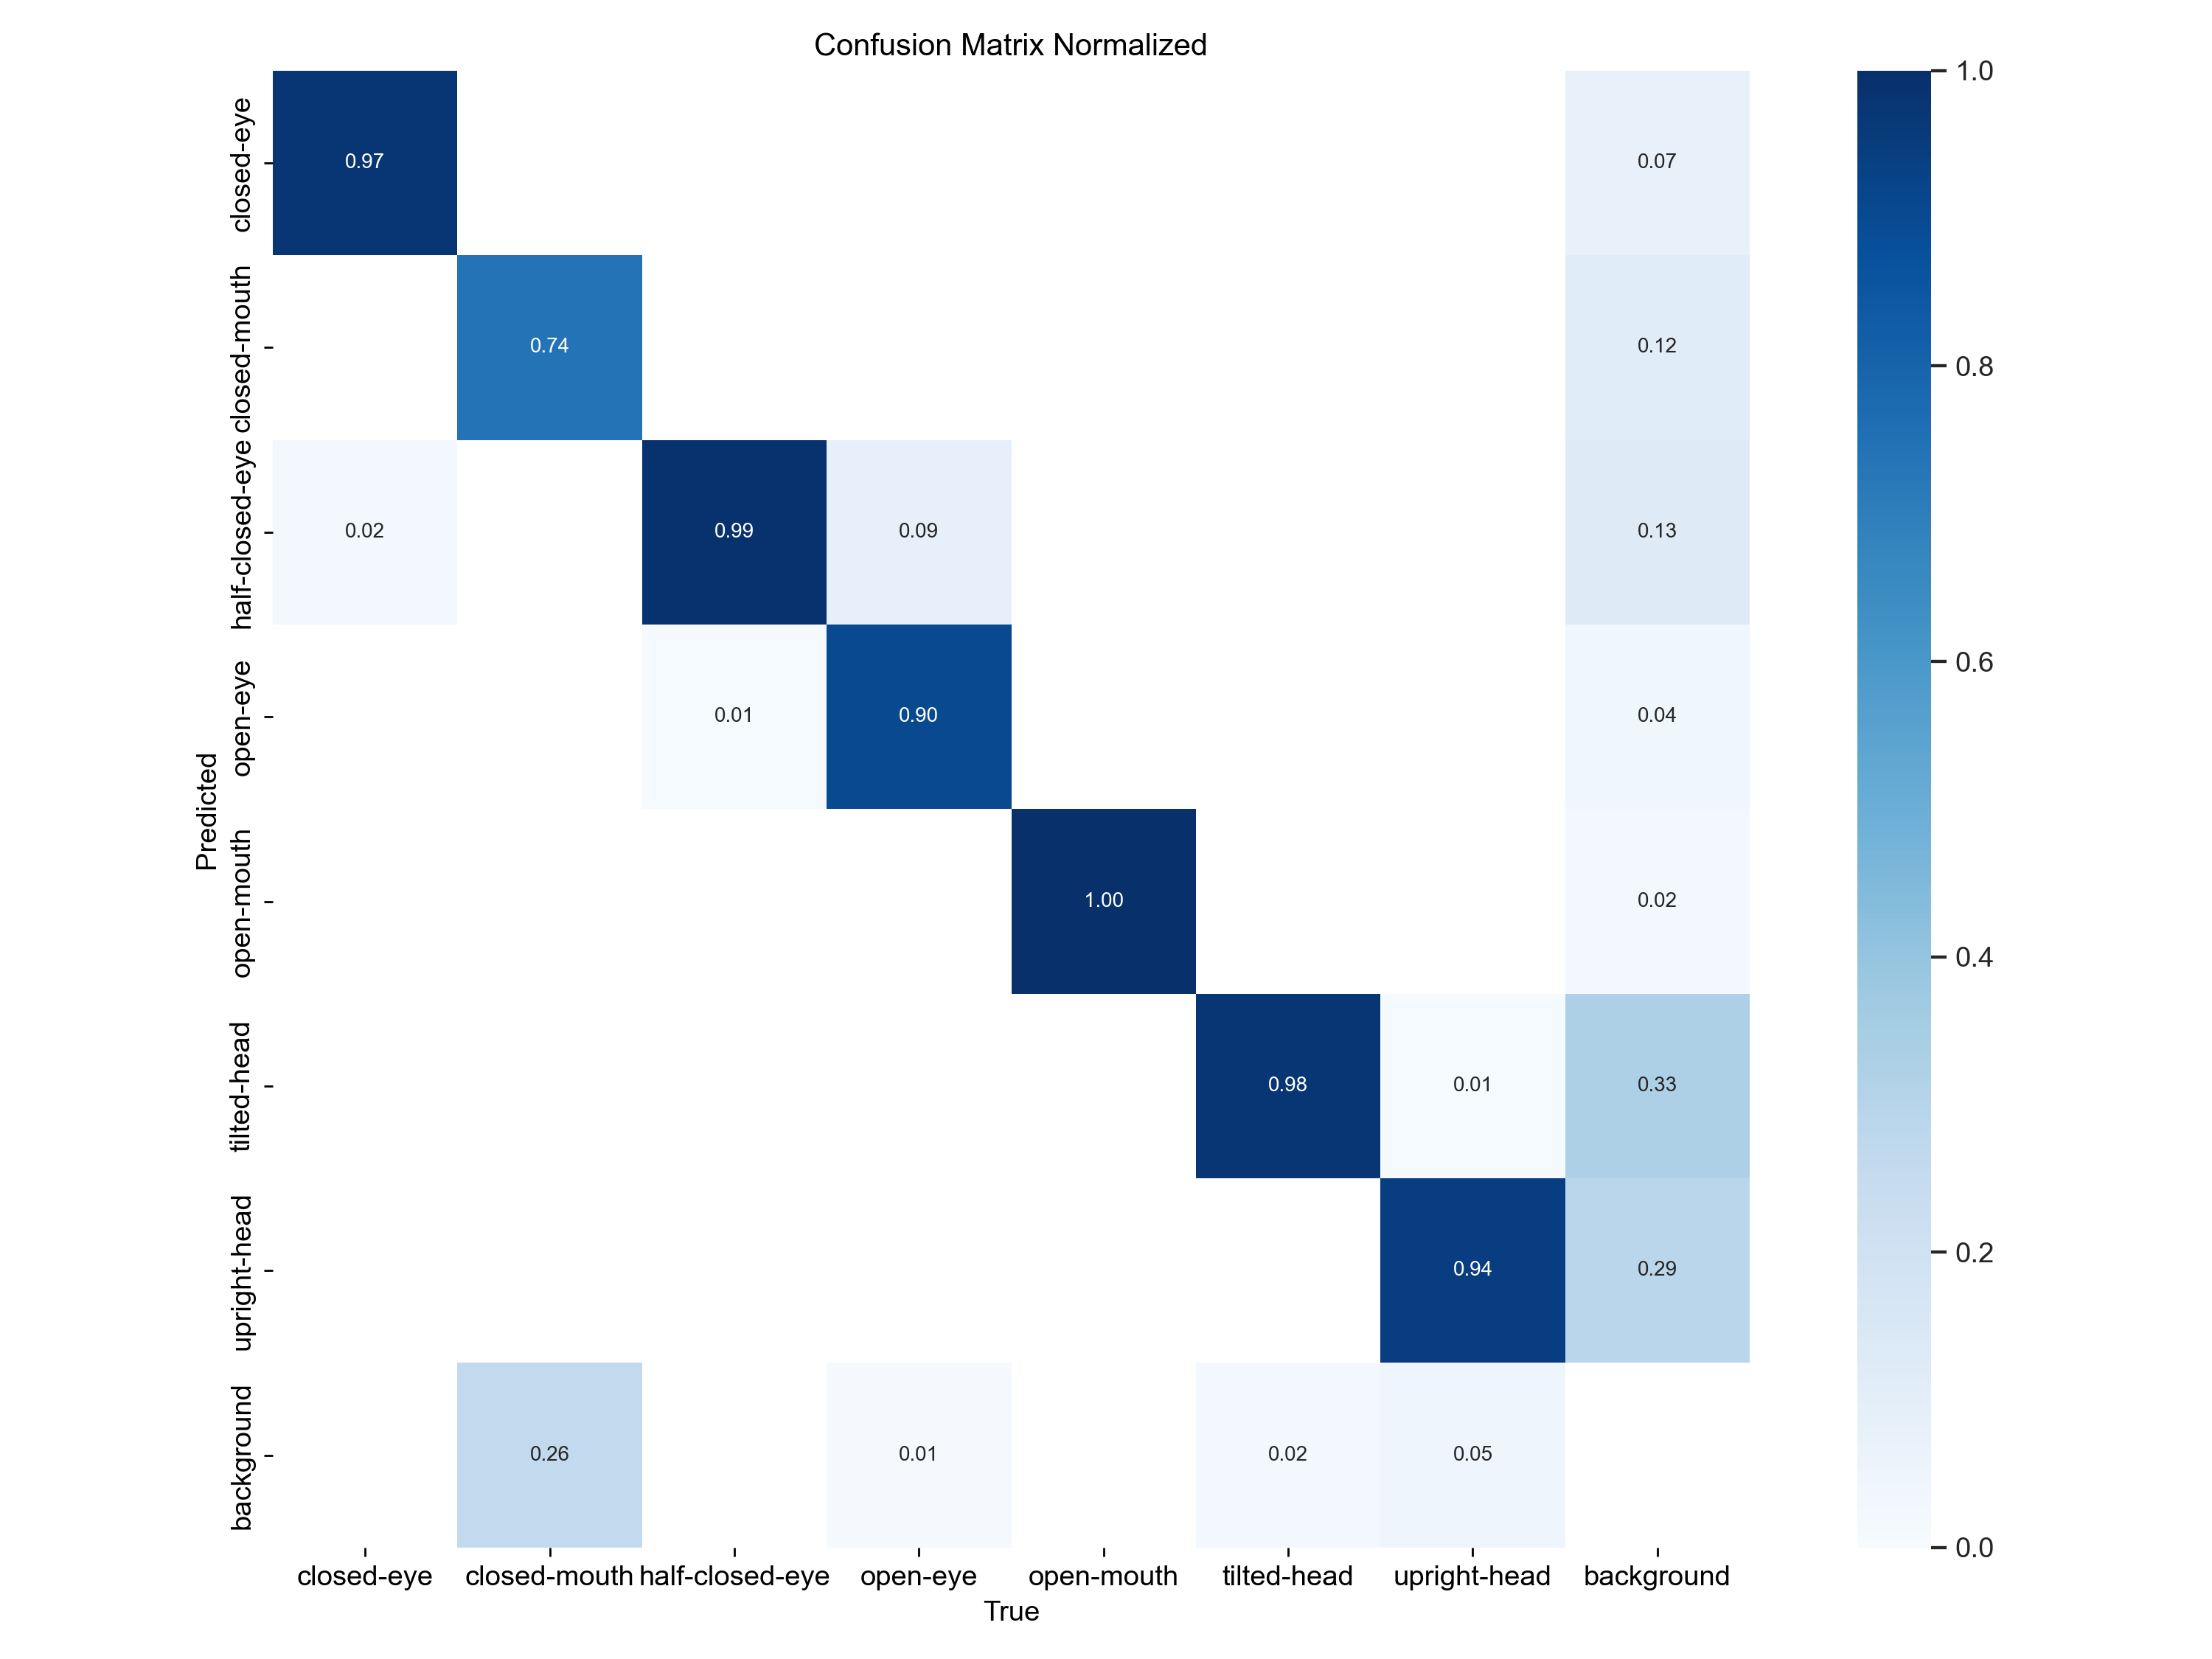 Confusion Matrix Normalized
closed-eye
0.97
0.07
1.0
closed-mouth
0.74
0.12
0.8
half-closed-eye
0.02
0.99
0.09
0.13
0.6
open-eye
0.01
0.90
0.04
Predicted
open-mouth
1.00
0.02
0.4
tilted-head
0.98
0.01
0.33
upright-head
0.94
0.29
0.2
background
0.26
0.01
0.02
0.05
0.0
closed-eye
closed-mouth
half-closed-eye
open-eye
open-mouth
tilted-head
upright-head
background
True